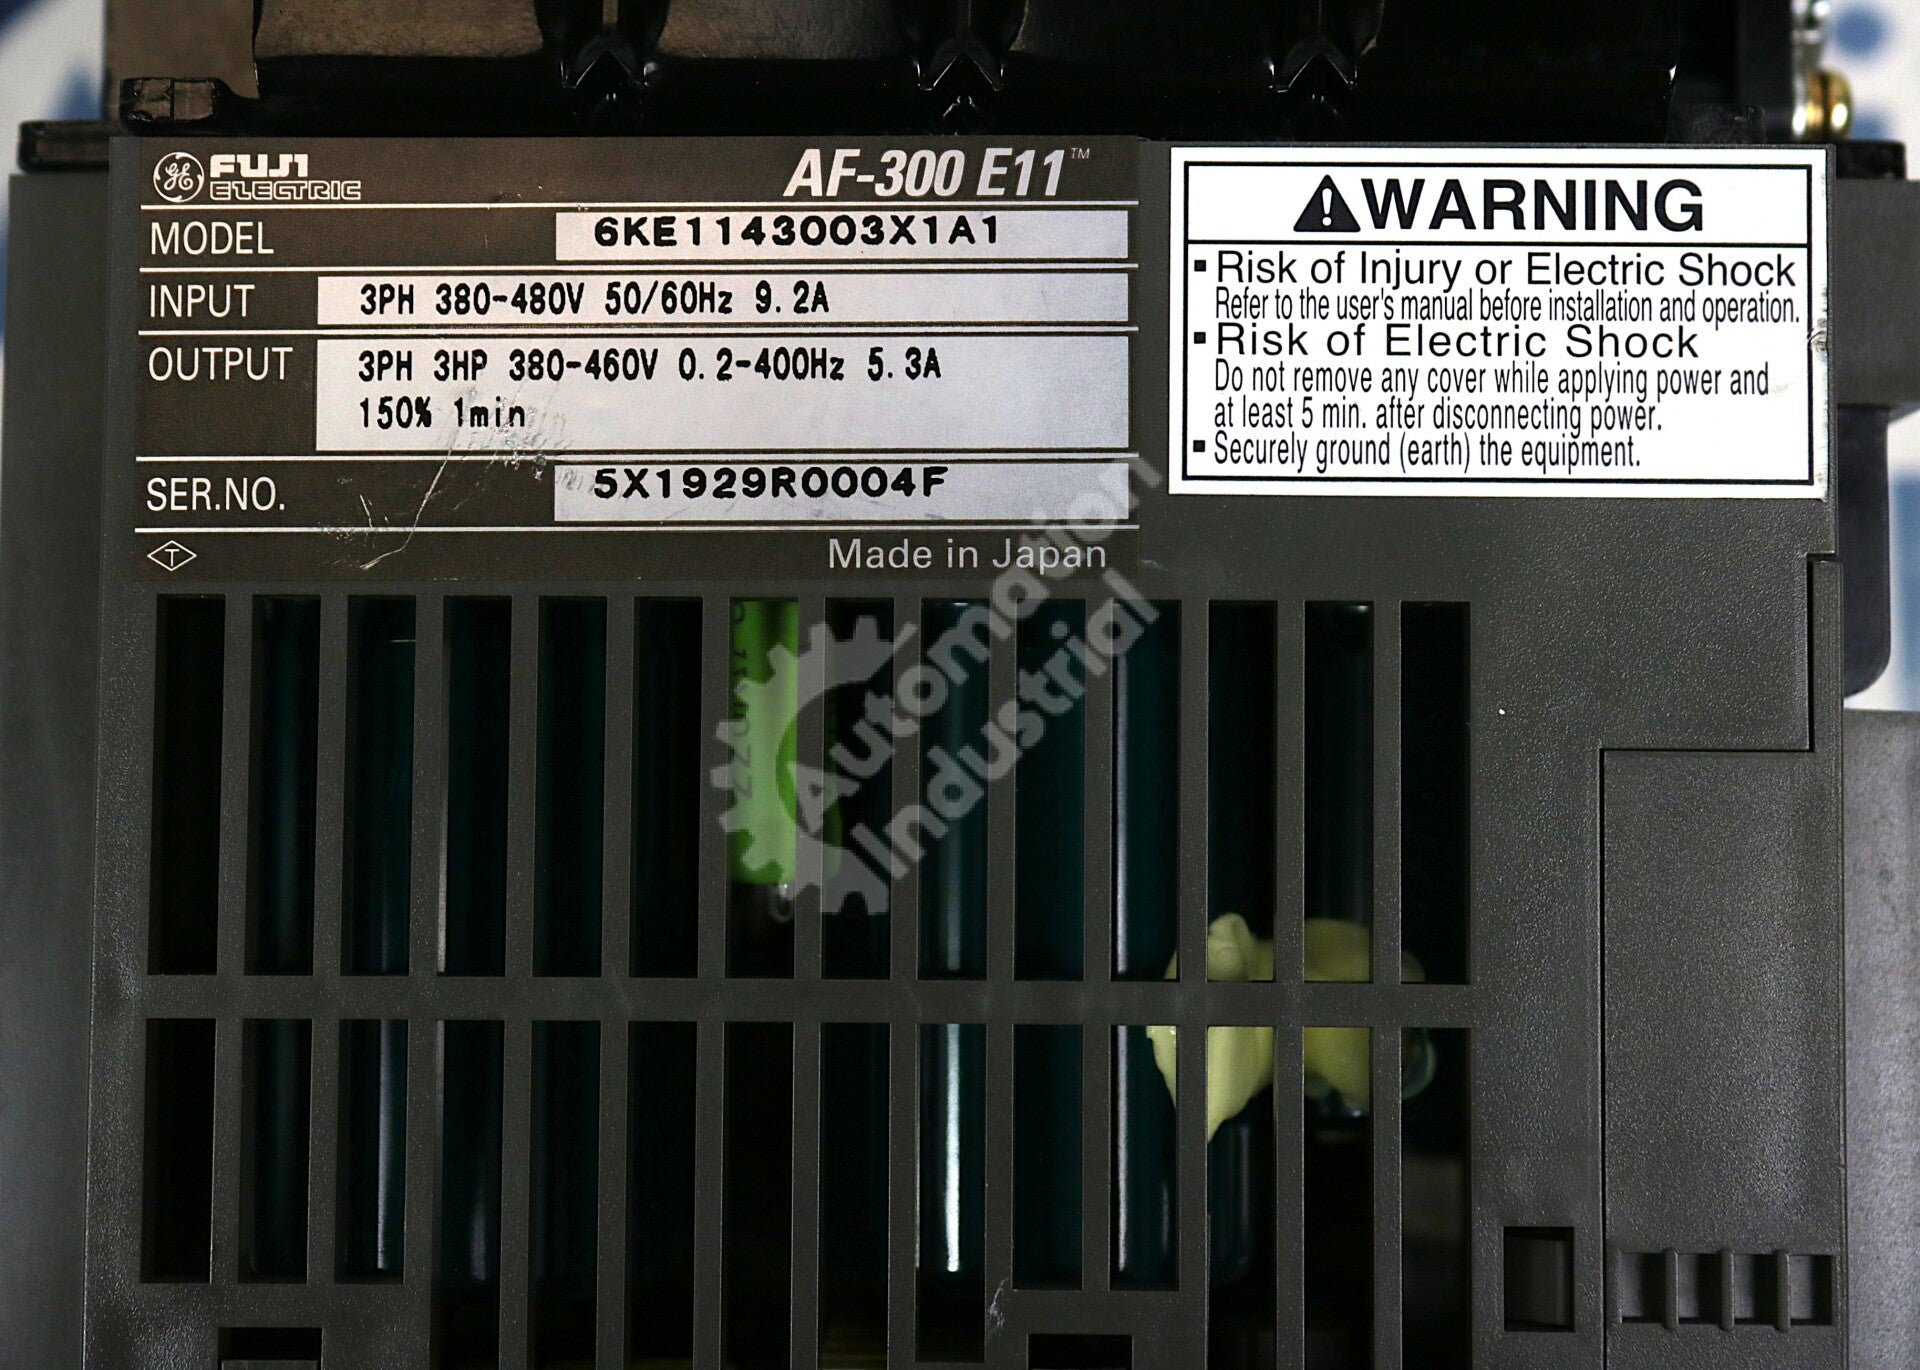 GE FUJI ELECTRIC
AF-300 E11™
MODEL 6KE1143003X1A1
INPUT 3PH 380-480V 50/60Hz 9.2A
OUTPUT 3PH 3HP 380-460V 0.2-400Hz 5.3A
150% 1min
SER.NO. 5X1929R0004F
T
Made in Japan
WARNING
▪ Risk of Injury or Electric Shock
Refer to the user's manual before installation and operation.
▪ Risk of Electric Shock
Do not remove any cover while applying power and
at least 5 min. after disconnecting power.
▪ Securely ground (earth) the equipment.
Automation
Industrial